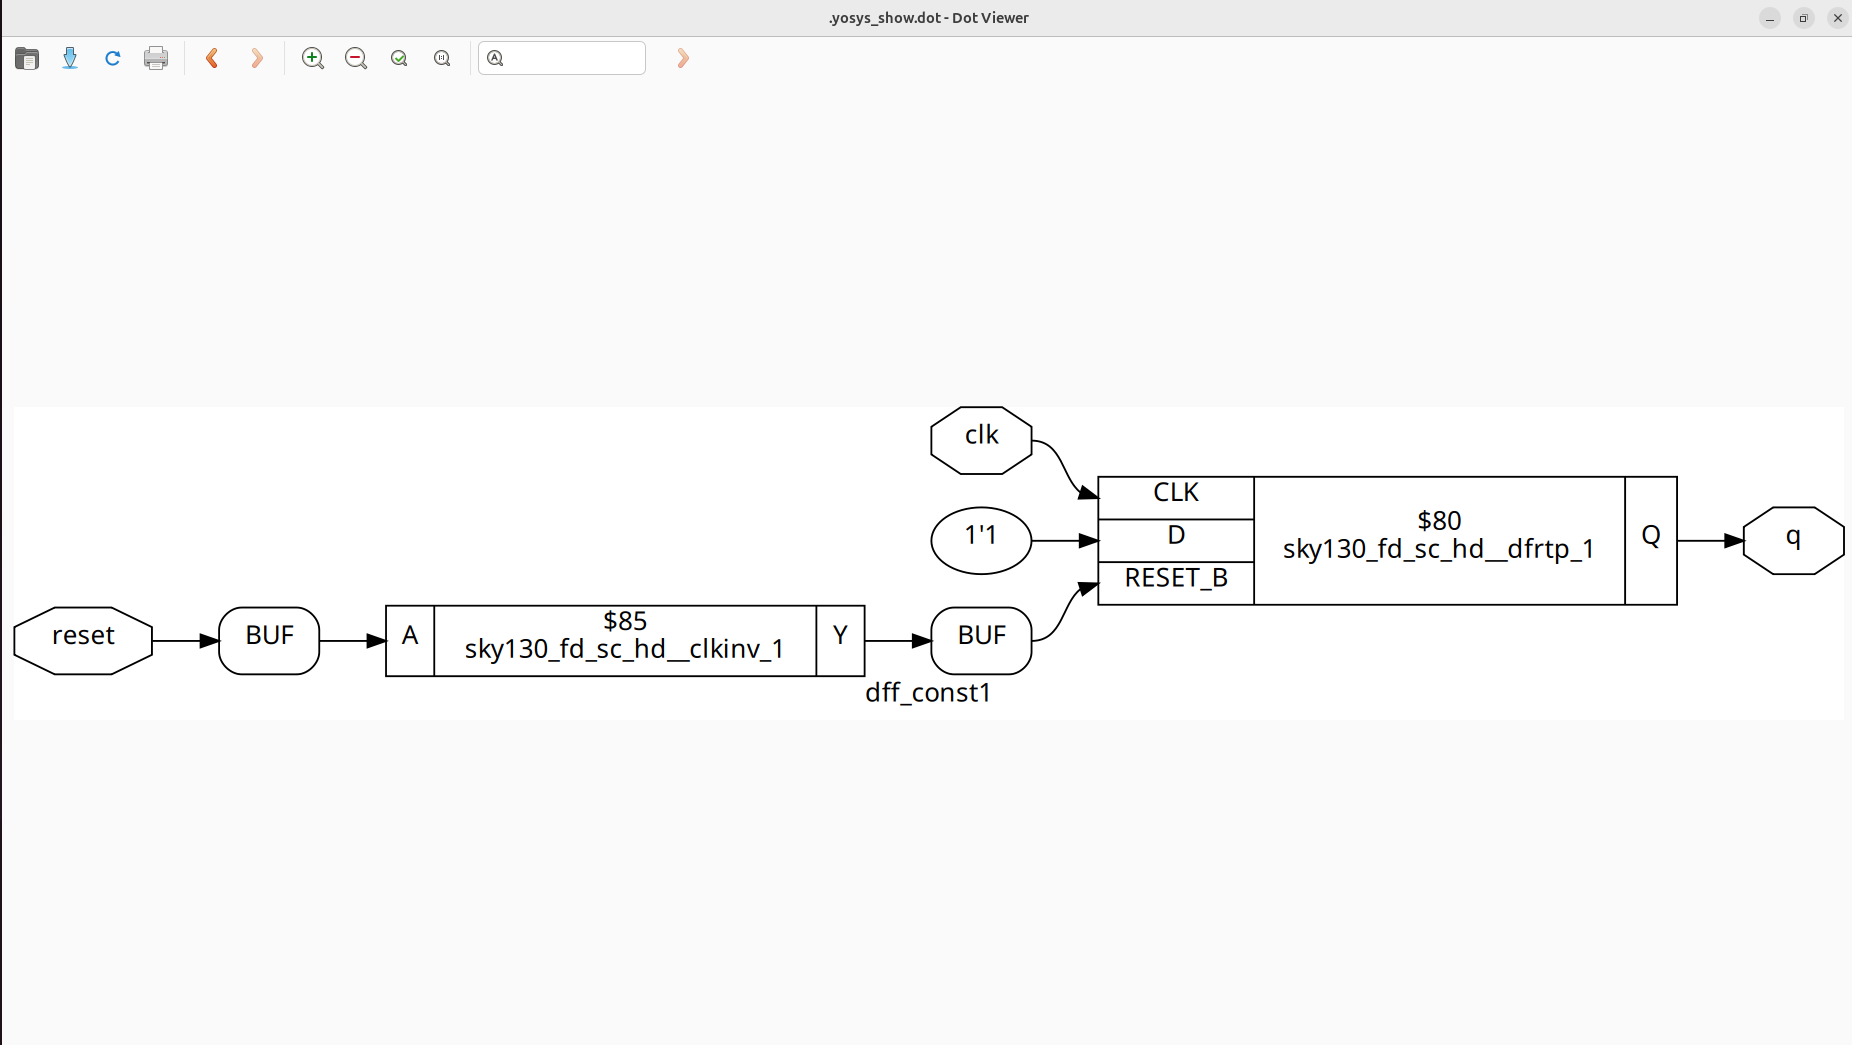 .yosys_show.dot - Dot Viewer
clk
CLK
1'1
D
$80
sky130_fd_sc_hd__dfrtp_1
Q
q
RESET_B
reset
BUF
A
$85
sky130_fd_sc_hd__clkinv_1
Y
BUF
dff_const1